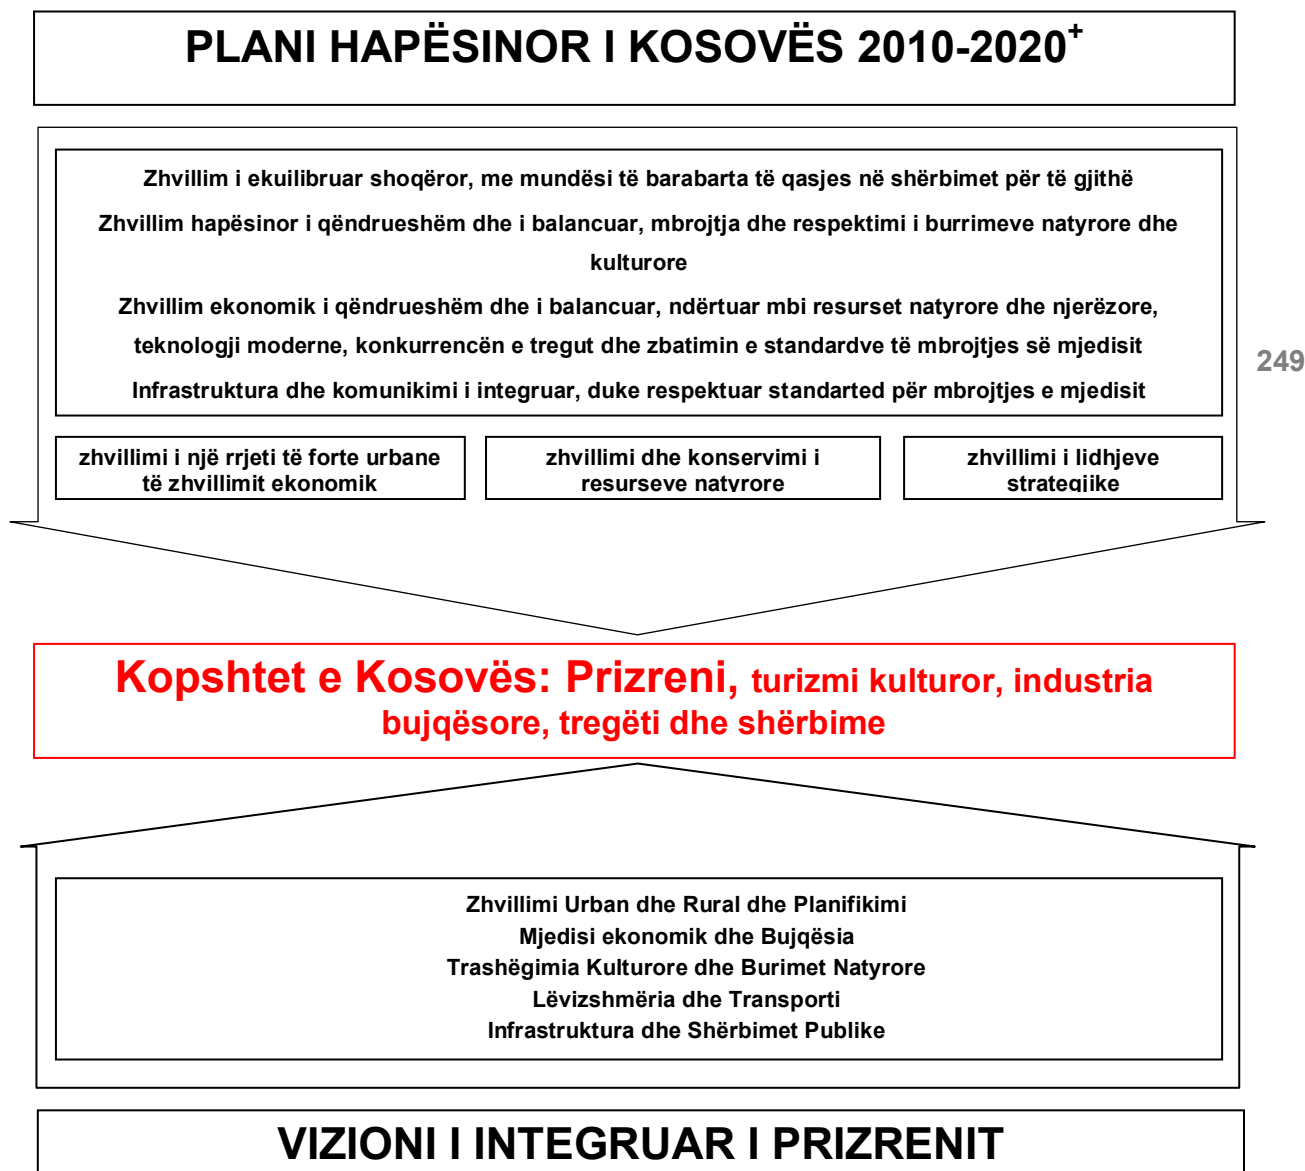 PLANI HAPËSINOR I KOSOVËS 2010-2020+
Zhvillim i ekuilibruar shoqëror, me mundësi të barabarta të qasjes në shërbimet për të gjithë
Zhvillim hapësinor i qëndrueshëm dhe i balancuar, mbrojtja dhe respektimi i burrimeve natyrore dhe
kulturore
Zhvillim ekonomik i qëndrueshëm dhe i balancuar, ndërtuar mbi resurset natyrore dhe njerëzore,
teknologji moderne, konkurrencën e tregut dhe zbatimin e standardve të mbrojtjes së mjedisit
Infrastruktura dhe komunikimi i integruar, duke respektuar standarted për mbrojtjes e mjedisit
249
zhvillimi i një rrjeti të forte urbane
të zhvillimit ekonomik
zhvillimi dhe konservimi i
resurseve natyrore
zhvillimi i lidhjeve
strategjike
Kopshtet e Kosovës: Prizreni, turizmi kulturor, industria
bujqësore, tregëti dhe shërbime
Zhvillimi Urban dhe Rural dhe Planifikimi
Mjedisi ekonomik dhe Bujqësia
Trashëgimia Kulturore dhe Burimet Natyrore
Lëvizshmëria dhe Transporti
Infrastruktura dhe Shërbimet Publike
VIZIONI I INTEGRUAR I PRIZRENIT